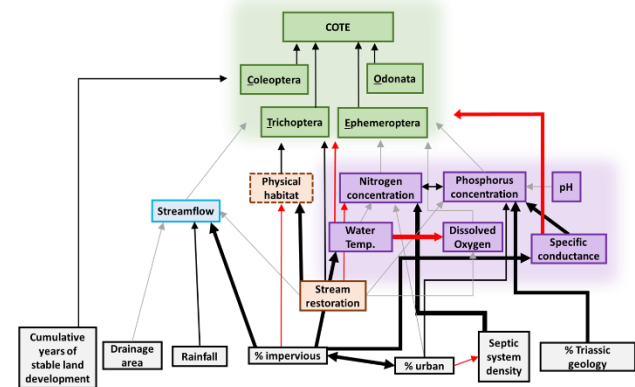 COTE
Coleoptera
Odonata
Trichoptera
Ephemeroptera
Physical
habitat
Nitrogen
concentration
Phosphorus
concentration
pH
Streamflow
Water
Temp.
Dissolved
Oxygen
Specific
conductance
Stream
restoration
Cumulative
years of
stable land
development
Drainage
area
Rainfall
% impervious
% urban
Septic
system
density
% Triassic
geology